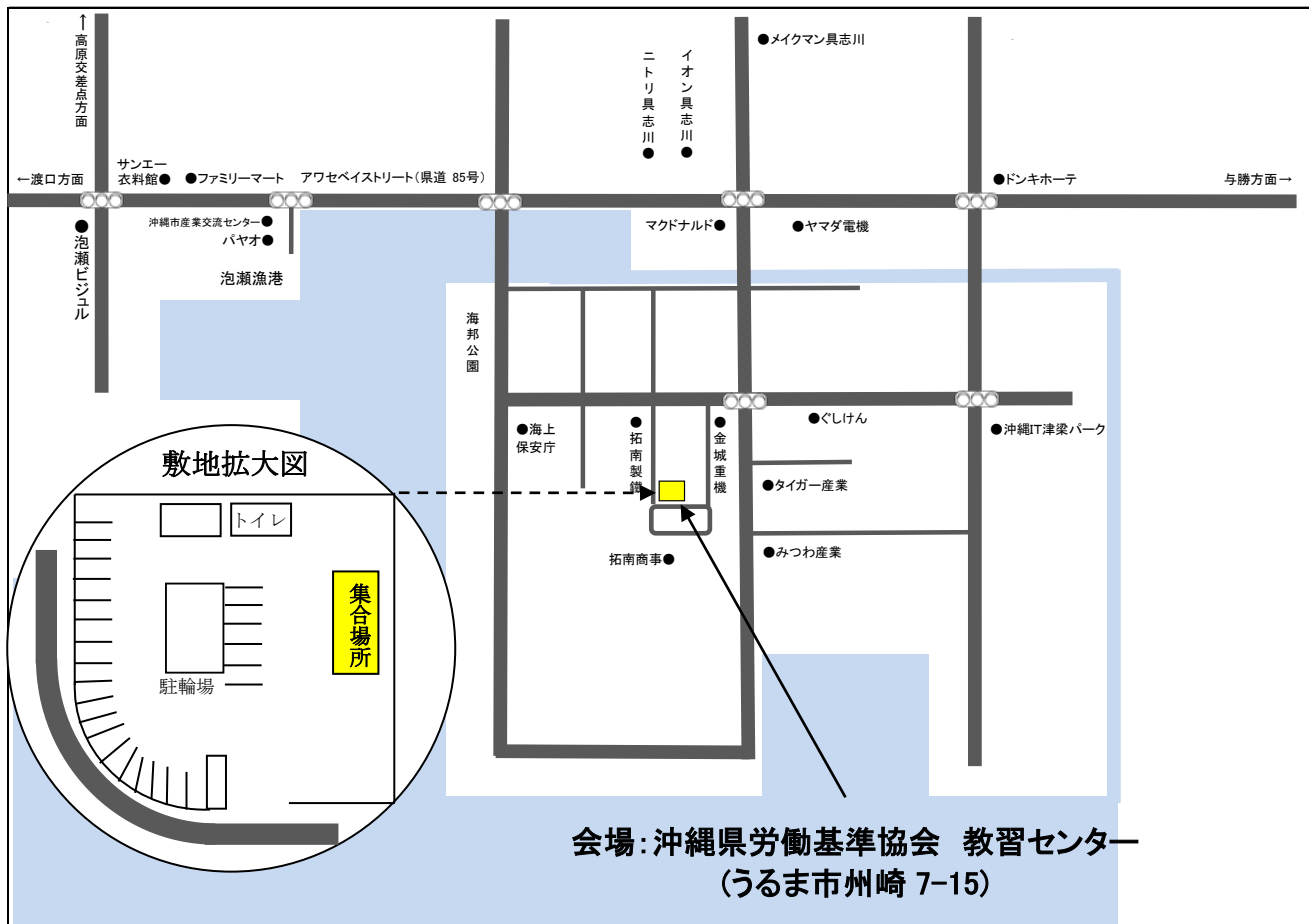 ↑高原交差点方面
ニトリ具志川●
イオン具志川●
●メイクマン具志川
←渡口方面
サンエー
衣料館●
●ファミリーマート
アワセベイストリート(県道 85号)
●ドンキホーテ
与勝方面→
●泡瀬ビジュル
沖縄市産業交流センター●
パヤオ●
泡瀬漁港
マクドナルド●
●ヤマダ電機
海邦公園
●海上
保安庁
●拓南製鐵
●金城重機
●ぐしけん
●沖縄IT津梁パーク
●タイガー産業
●みつわ産業
拓南商事●
敷地拡大図
トイレ
集合場所
駐輪場
会場:沖縄県労働基準協会 教習センター
(うるま市州崎 7-15)